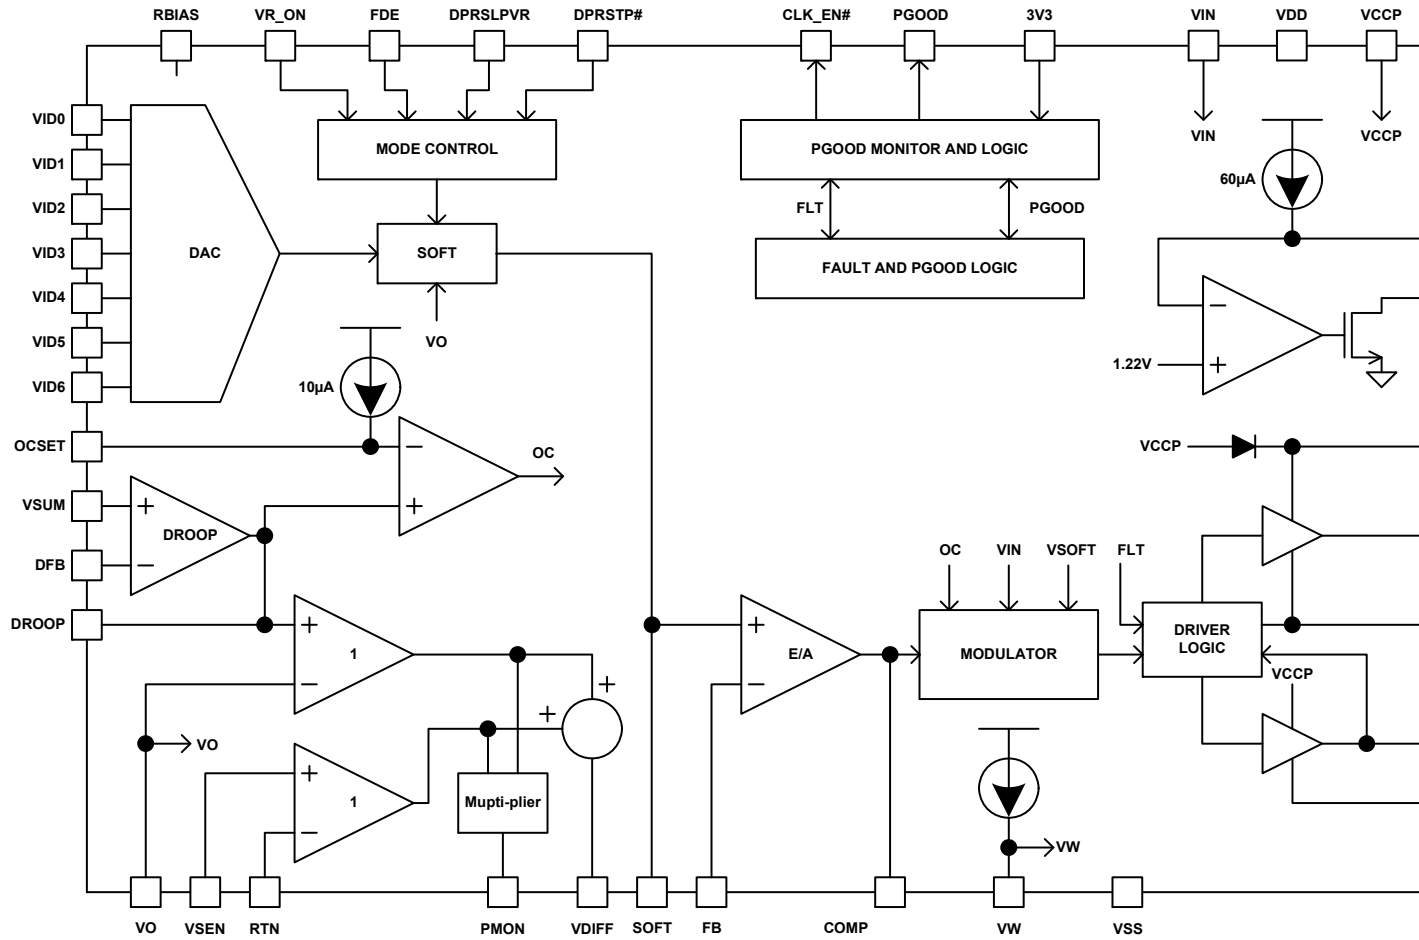 RBIAS
VR_ON
FDE
DPRSLPVR
DPRSTP#
CLK_EN#
PGOOD
3V3
VIN
VDD
VCCP
VID0
VID1
VID2
VID3
VID4
VID5
VID6
DAC
MODE CONTROL
SOFT
VO
PGOOD MONITOR AND LOGIC
FLT
PGOOD
FAULT AND PGOOD LOGIC
VIN
VCCP
60µA
−
+
1.22V
10µA
OCSET
−
+
OC
VSUM
DFB
+
−
DROOP
DROOP
+
−
1
VO
+
−
1
+
+
Mupti-plier
+
−
E/A
OC
VIN
VSOFT
FLT
MODULATOR
DRIVER
LOGIC
VCCP
VCCP
VW
VO
VSEN
RTN
PMON
VDIFF
SOFT
FB
COMP
VW
VSS